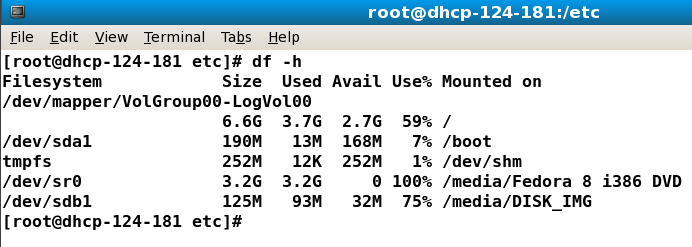 root@dhcp-124-181:/etc
File Edit View Terminal Tabs Help
[root@dhcp-124-181 etc]# df -h
Filesystem            Size  Used Avail Use% Mounted on
/dev/mapper/VolGroup00-LogVol00
                      6.6G  3.7G  2.7G  59% /
/dev/sda1             190M   13M  168M   7% /boot
tmpfs                 252M   12K  252M   1% /dev/shm
/dev/sr0              3.2G  3.2G     0 100% /media/Fedora 8 i386 DVD
/dev/sdb1             125M   93M   32M  75% /media/DISK_IMG
[root@dhcp-124-181 etc]#